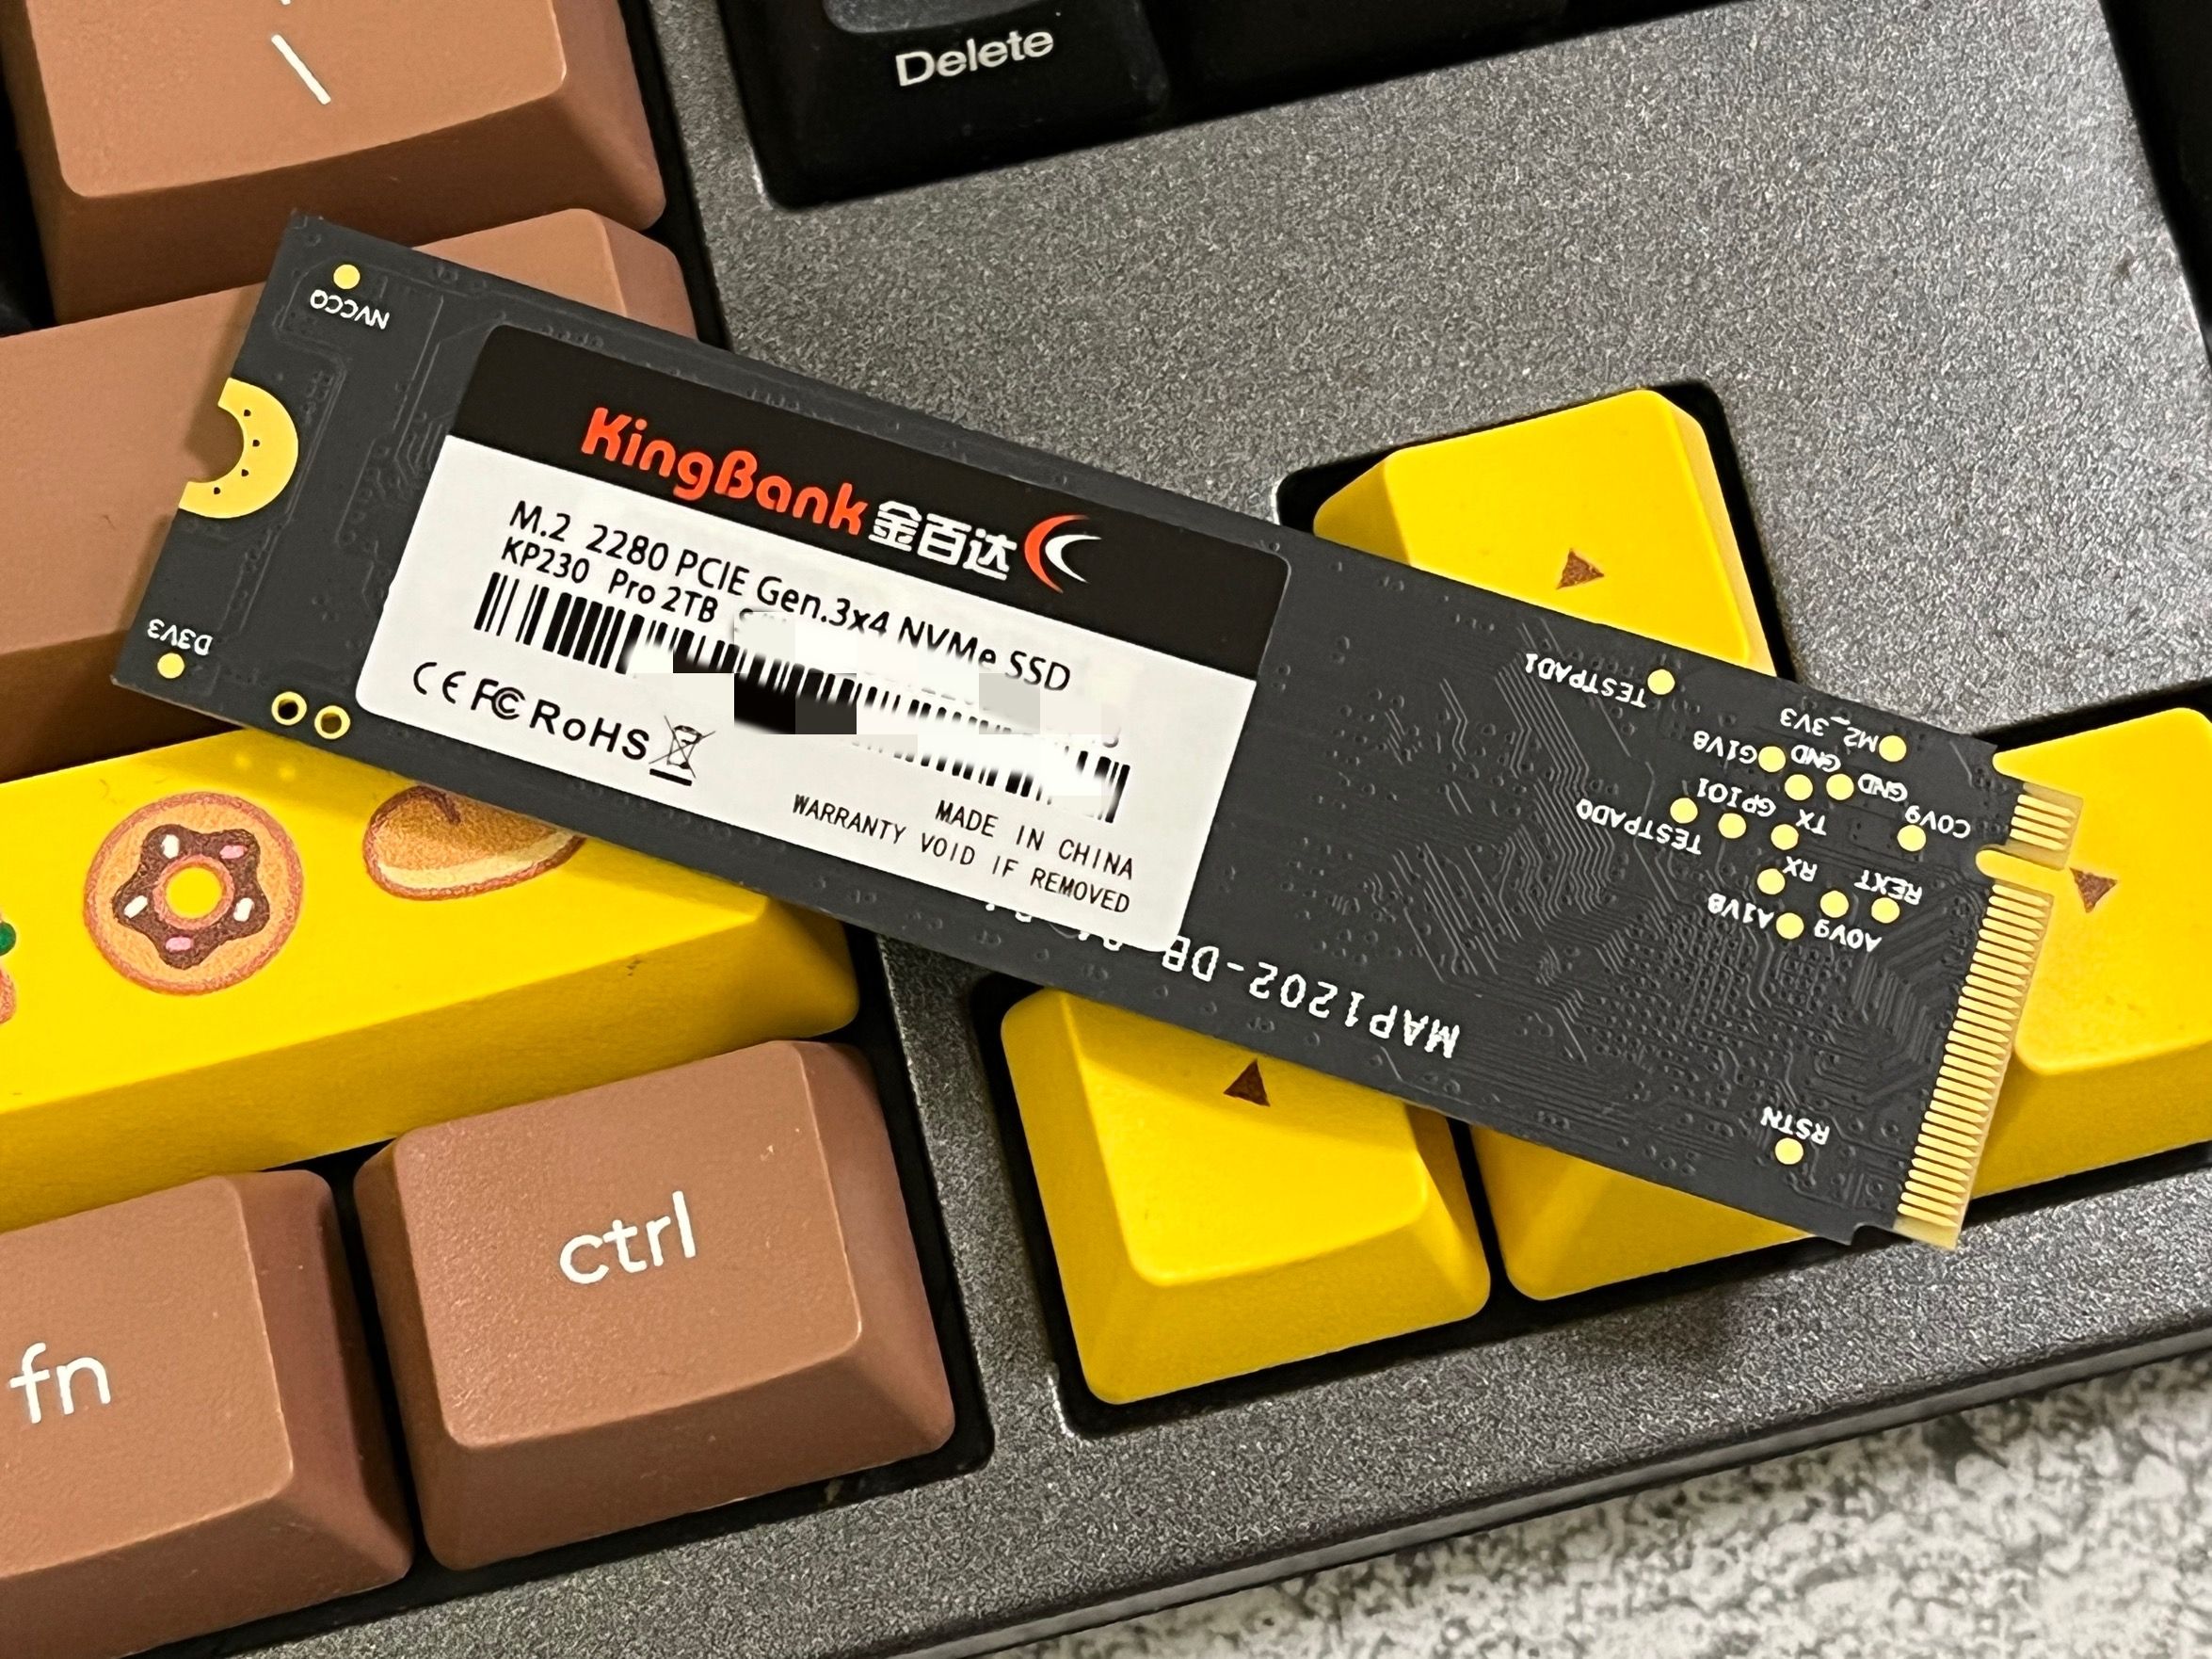 \
Delete
NVCCQ
D3V3
KingBank 金百达
M.2 2280 PCIE Gen.3x4 NVMe SSD
KP230 Pro 2TB
CE FC RoHS
MADE IN CHINA
WARRANTY VOID IF REMOVED
TESTPAD1
M2_3V3
G1V8
GND
GND
GPIO1
TESTPAD0
TX
C0V9
RX
REXT
A1V8
A0V9
MAP1202-DB
RSTN
ctrl
fn